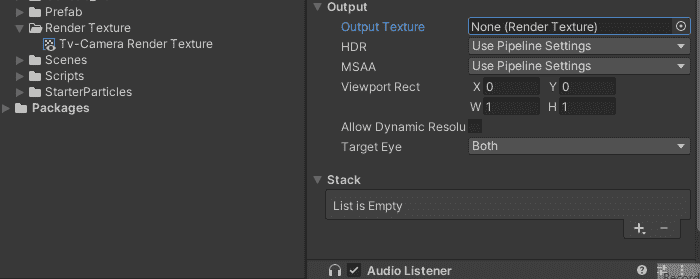 Prefab
Render Texture
Tv-Camera Render Texture
Scenes
Scripts
StarterParticles
Packages
Output
Output Texture None (Render Texture)
HDR Use Pipeline Settings
MSAA Use Pipeline Settings
Viewport Rect X 0 Y 0
W 1 H 1
Allow Dynamic Resolu
Target Eye Both
Stack
List is Empty
Audio Listener